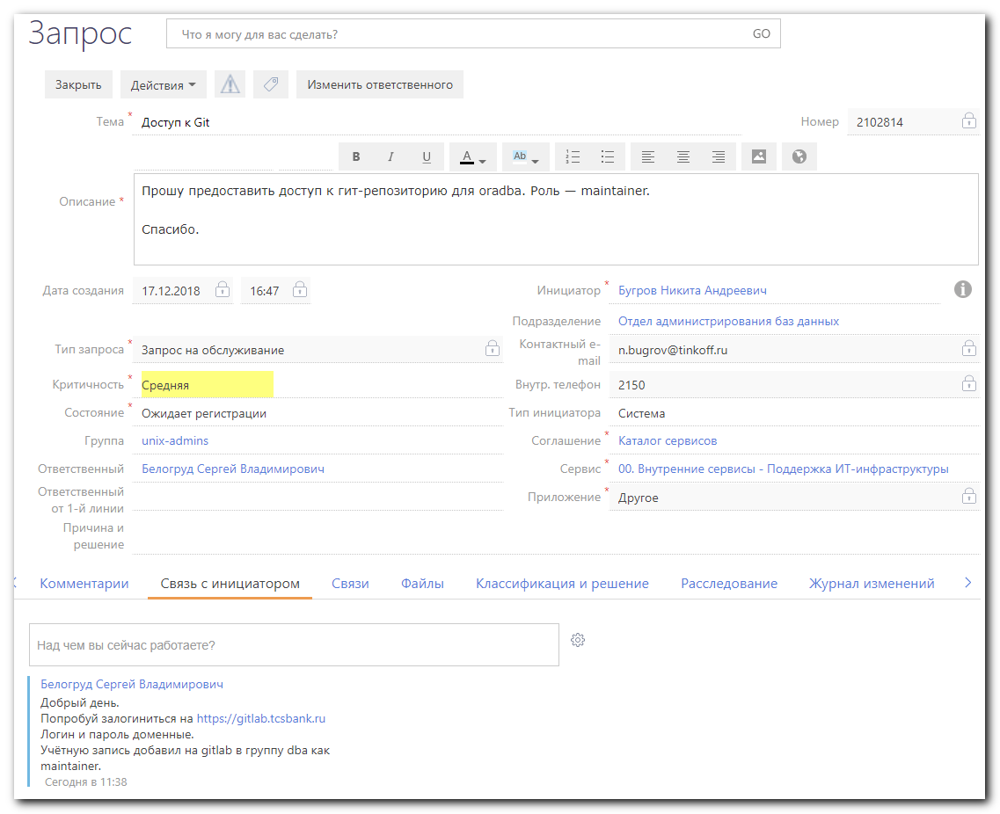 Запрос
Что я могу для вас сделать? GO
Закрыть Действия Изменить ответственного
Тема * Доступ к Git Номер 2102814
B I U A Ab
Описание * Прошу предоставить доступ к гит-репозиторию для oradba. Роль — maintainer.
Спасибо.
Дата создания 17.12.2018 16:47 Инициатор * Бугров Никита Андреевич
Подразделение Отдел администрирования баз данных
Тип запроса * Запрос на обслуживание Контактный e-
mail n.bugrov@tinkoff.ru
Критичность * Средняя Внутр. телефон 2150
Состояние * Ожидает регистрации Тип инициатора Система
Группа unix-admins Соглашение * Каталог сервисов
Ответственный Белогруд Сергей Владимирович Сервис * 00. Внутренние сервисы - Поддержка ИТ-инфраструктуры
Ответственный
от 1-й линии Приложение * Другое
Причина и
решение
Комментарии Связь с инициатором Связи Файлы Классификация и решение Расследование Журнал изменений
Над чем вы сейчас работаете?
Белогруд Сергей Владимирович
Добрый день.
Попробуй залогиниться на https://gitlab.tcsbank.ru
Логин и пароль доменные.
Учётную запись добавил на gitlab в группу dba как
maintainer.
Сегодня в 11:38